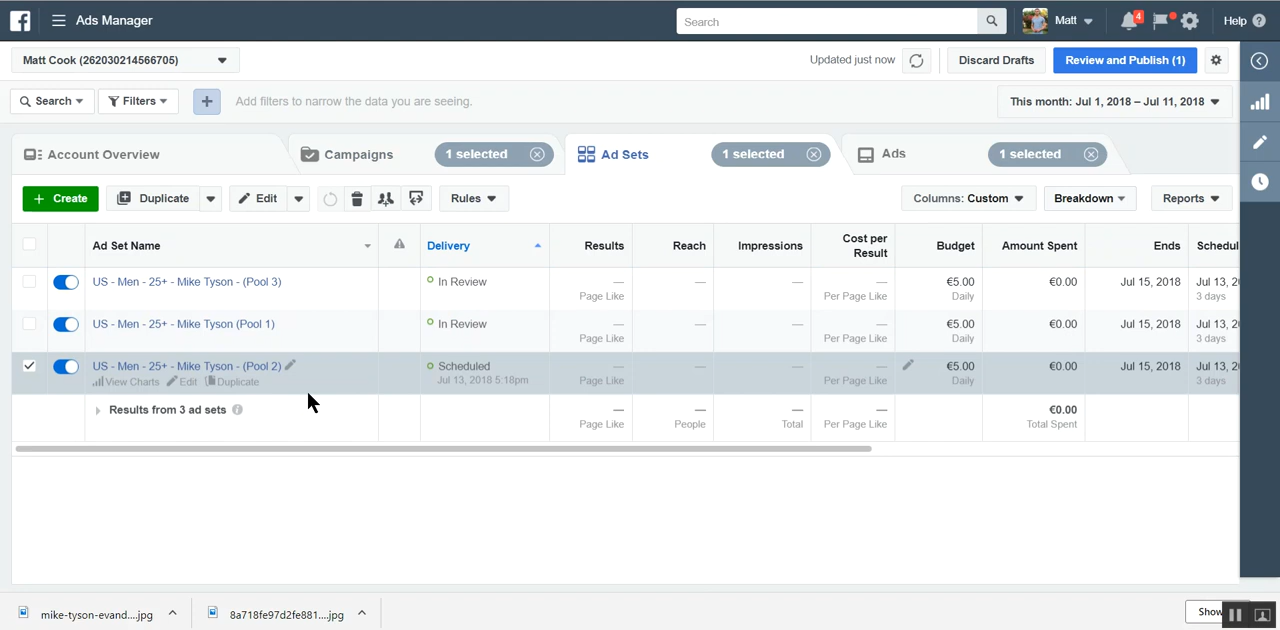 Ads Manager
Search
Matt
4
Help
Matt Cook (262030214566705)
Updated just now
Discard Drafts
Review and Publish (1)
Search
Filters
Add filters to narrow the data you are seeing.
This month: Jul 1, 2018 – Jul 11, 2018
Account Overview
Campaigns
1 selected
Ad Sets
1 selected
Ads
1 selected
+ Create
Duplicate
Edit
Rules
Columns: Custom
Breakdown
Reports
Ad Set Name
Delivery
Results
Reach
Impressions
Cost per
Result
Budget
Amount Spent
Ends
Schedul
US - Men - 25+ - Mike Tyson - (Pool 3)
In Review
—
Page Like
—
—
—
Per Page Like
€5.00
Daily
€0.00
Jul 15, 2018
Jul 13, 2
3 days
US - Men - 25+ - Mike Tyson (Pool 1)
In Review
—
Page Like
—
—
—
Per Page Like
€5.00
Daily
€0.00
Jul 15, 2018
Jul 13, 2
3 days
US - Men - 25+ - Mike Tyson - (Pool 2)
View Charts Edit Duplicate
Scheduled
Jul 13, 2018 5:18pm
—
Page Like
—
—
—
Per Page Like
€5.00
Daily
€0.00
Jul 15, 2018
Jul 13, 2
3 days
Results from 3 ad sets
—
Page Like
—
People
—
Total
—
Per Page Like
€0.00
Total Spent
mike-tyson-evand....jpg
8a718fe97d2fe881....jpg
Show